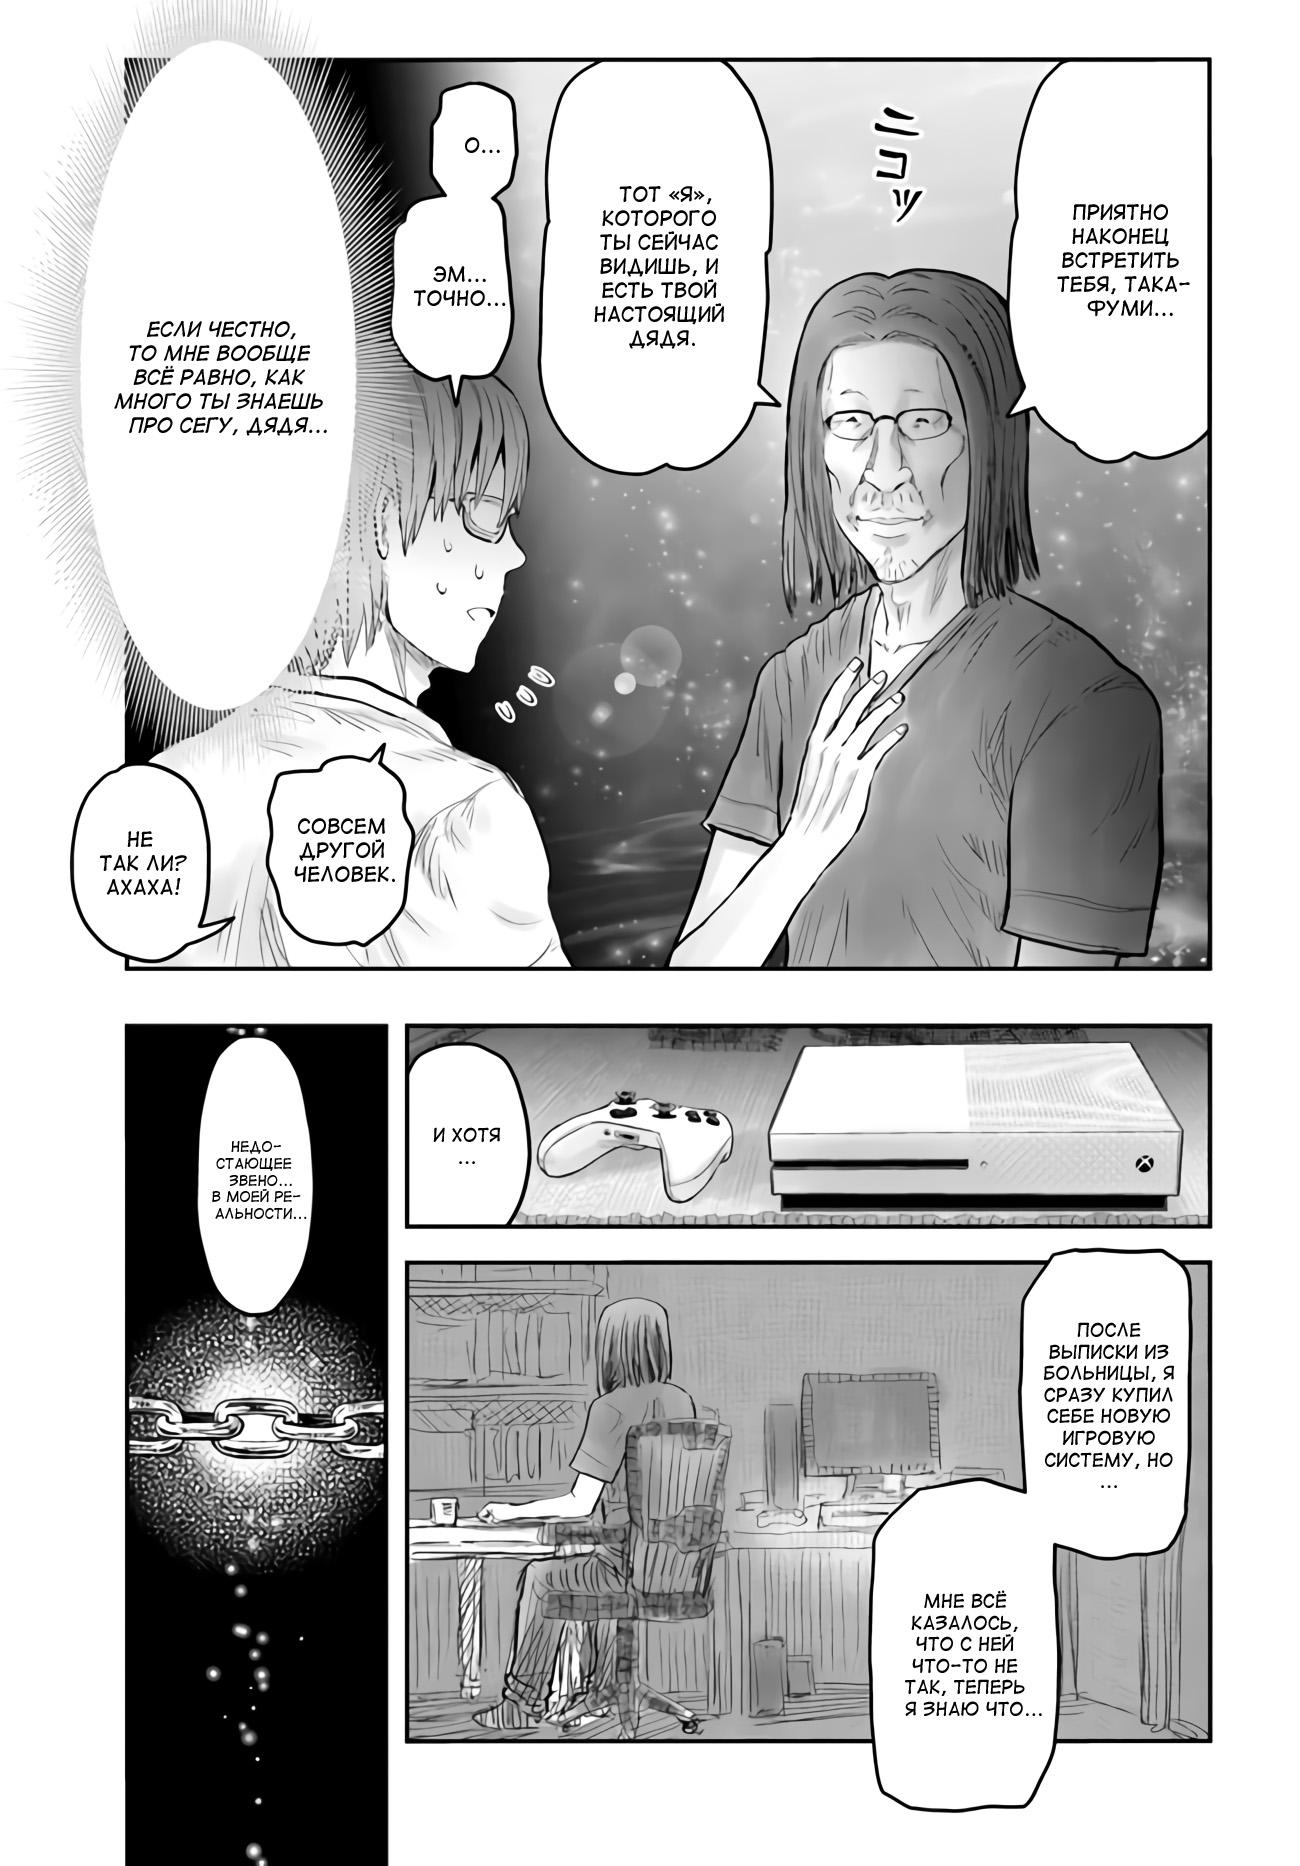 ПРИЯТНО
НАКОНЕЦ
ВСТРЕТИТЬ
ТЕБЯ, ТАКА-
ФУМИ...
ニコッ
ТОТ «Я»,
КОТОРОГО
ТЫ СЕЙЧАС
ВИДИШЬ, И
ЕСТЬ ТВОЙ
НАСТОЯЩИЙ
ДЯДЯ.
О...
ЭМ...
ТОЧНО...
ЕСЛИ ЧЕСТНО,
ТО МНЕ ВООБЩЕ
ВСЁ РАВНО, КАК
МНОГО ТЫ ЗНАЕШЬ
ПРО СЕГУ, ДЯДЯ...
СОВСЕМ
ДРУГОЙ
ЧЕЛОВЕК.
НЕ
ТАК ЛИ?
АХАХА!
И ХОТЯ
...
ПОСЛЕ
ВЫПИСКИ ИЗ
БОЛЬНИЦЫ, Я
СРАЗУ КУПИЛ
СЕБЕ НОВУЮ
ИГРОВУЮ
СИСТЕМУ, НО
...
МНЕ ВСЁ
КАЗАЛОСЬ,
ЧТО С НЕЙ
ЧТО-ТО НЕ
ТАК, ТЕПЕРЬ
Я ЗНАЮ ЧТО...
НЕДО-
СТАЮЩЕЕ
ЗВЕНО...
В МОЕЙ РЕ-
АЛЬНОСТИ...